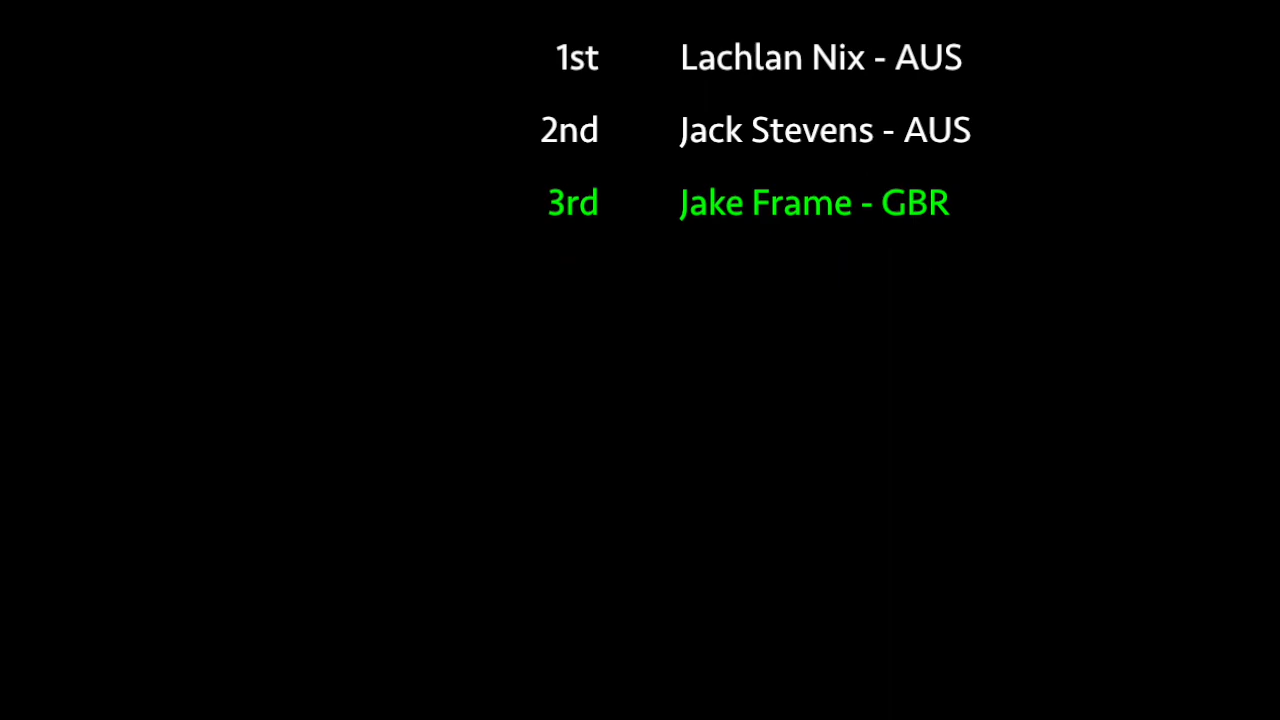 1st Lachlan Nix - AUS
2nd Jack Stevens - AUS
3rd Jake Frame - GBR